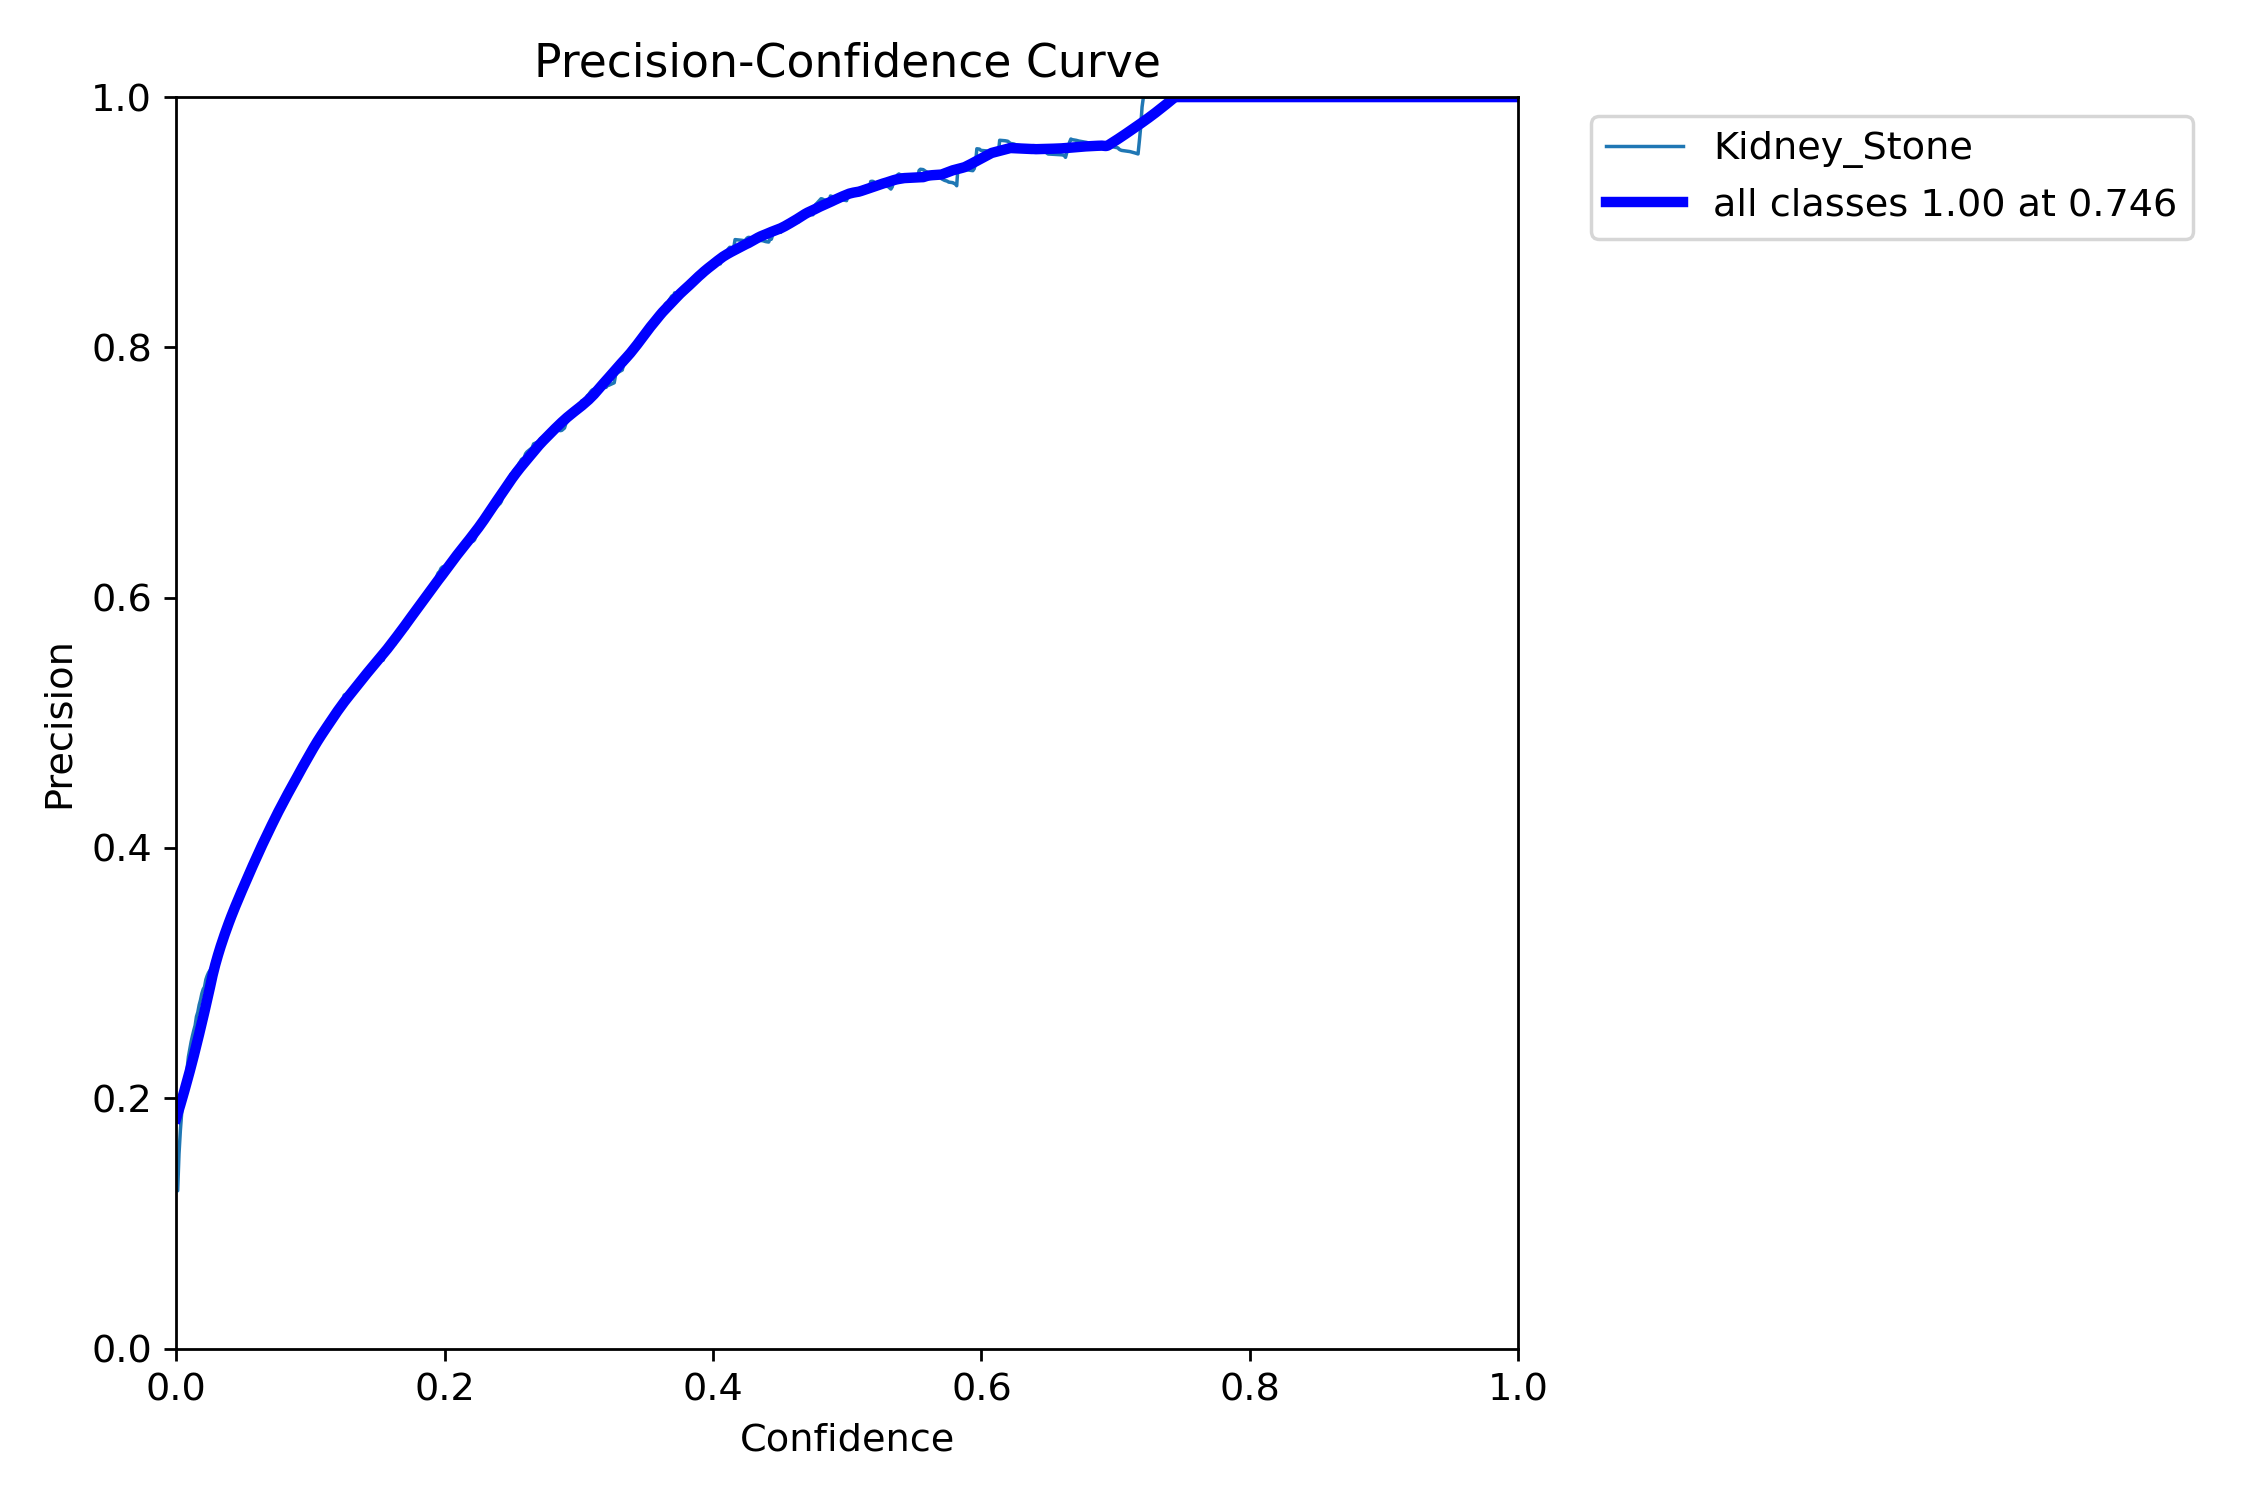 Precision-Confidence Curve
1.0
0.8
0.6
0.4
0.2
0.0
Precision
0.0 0.2 0.4 0.6 0.8 1.0
Confidence
Kidney_Stone
all classes 1.00 at 0.746